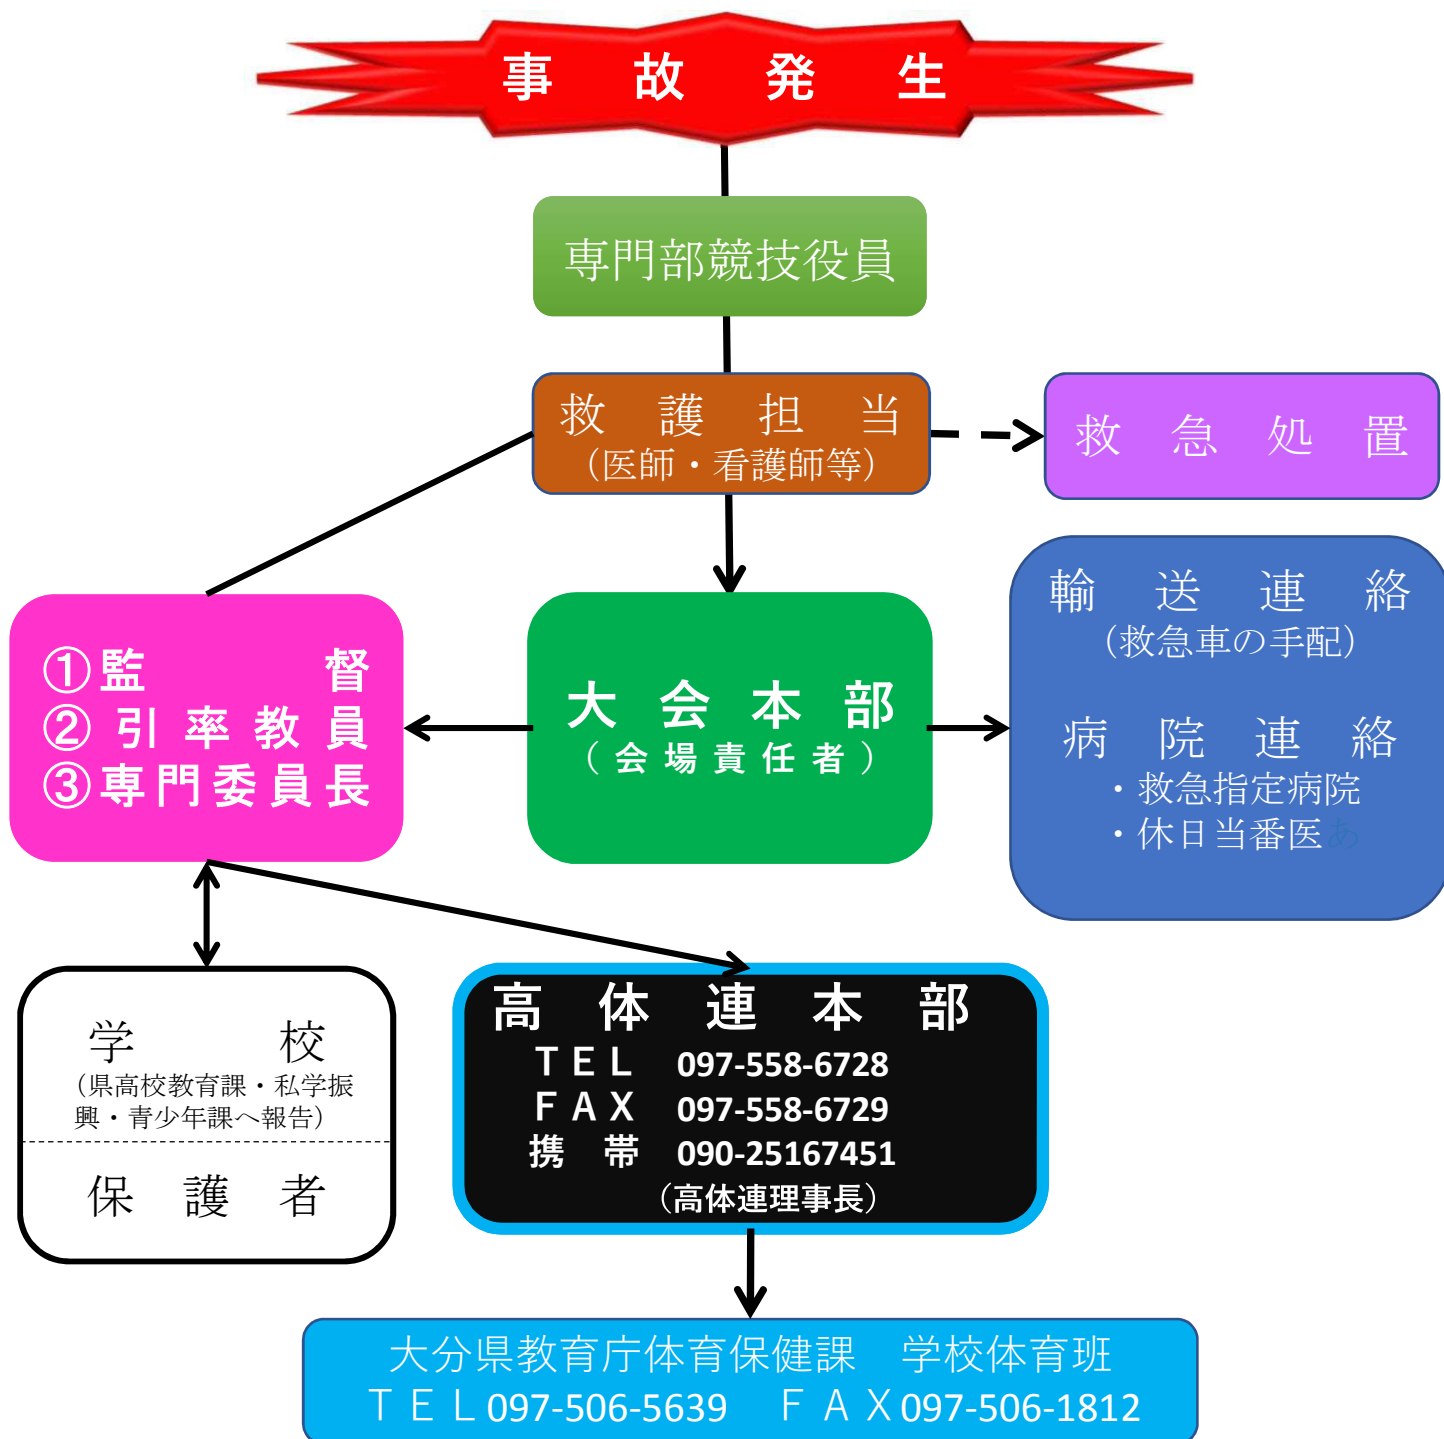 事故発生
専門部競技役員
救護担当
（医師・看護師等）
救急処置
輸送連絡
（救急車の手配）
病院連絡
・救急指定病院
・休日当番医あ
①監督
②引率教員
③専門委員長
大会本部
（会場責任者）
学校
（県高校教育課・私学振
興・青少年課へ報告）
保護者
高体連本部
ＴＥＬ 097-558-6728
ＦＡＸ 097-558-6729
携帯 090-25167451
（高体連理事長）
大分県教育庁体育保健課　学校体育班
ＴＥＬ097-506-5639　ＦＡＸ097-506-1812